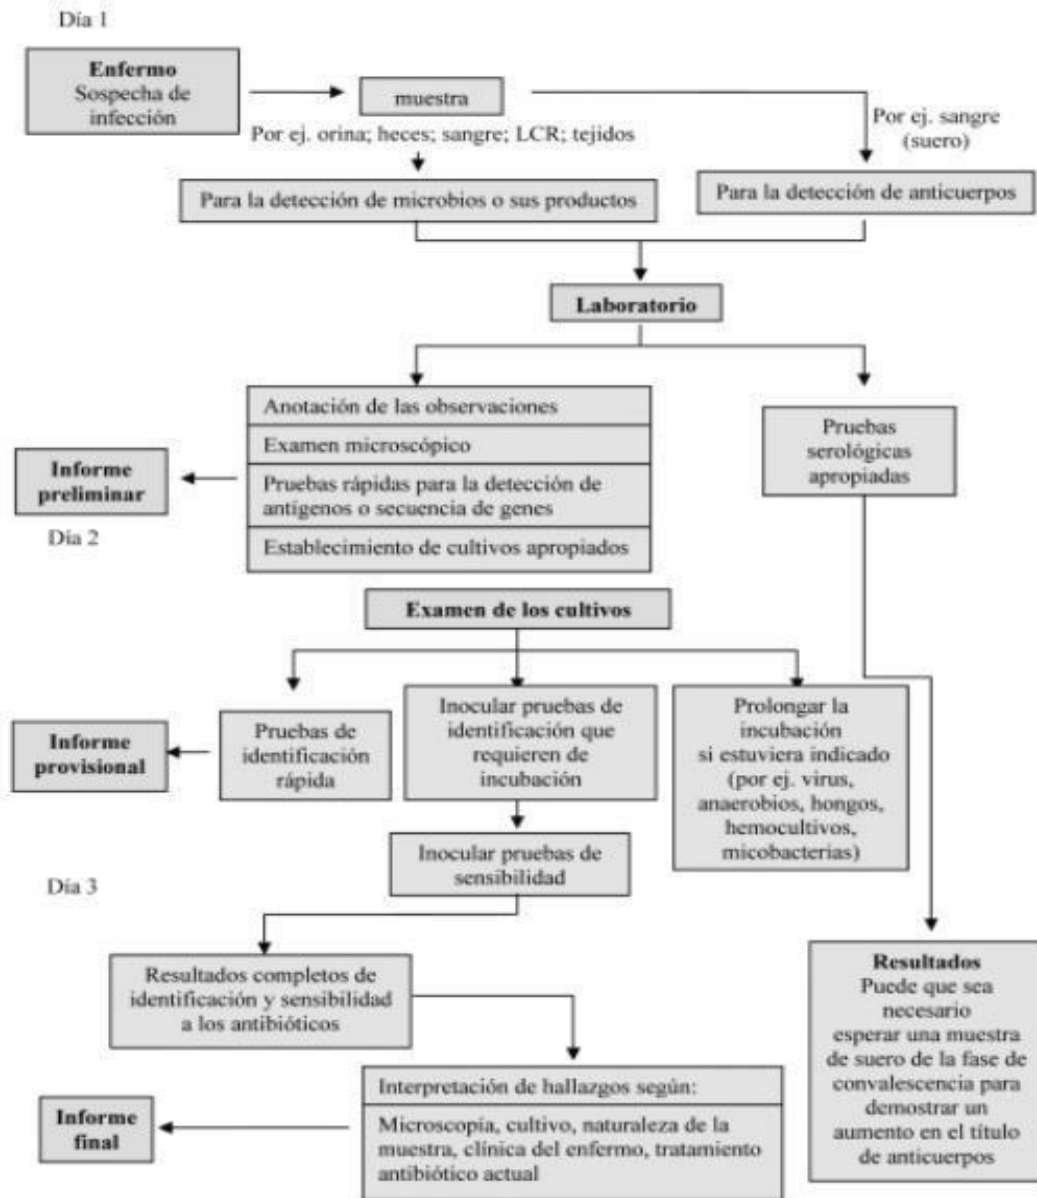 Día 1
Enfermo
Sospecha de
infección
muestra
Por ej. orina; heces; sangre; LCR; tejidos
Por ej. sangre
(suero)
Para la detección de microbios o sus productos
Para la detección de anticuerpos
Laboratorio
Anotación de las observaciones
Examen microscópico
Pruebas rápidas para la detección de
antígenos o secuencia de genes
Establecimiento de cultivos apropiados
Pruebas
serológicas
apropiadas
Informe
preliminar
Día 2
Examen de los cultivos
Informe
provisional
Pruebas de
identificación
rápida
Inocular pruebas de
identificación que
requieren de
incubación
Prolongar la
incubación
si estuviera indicado
(por ej. virus,
anaerobios, hongos,
hemocultivos,
micobacterias)
Inocular pruebas de
sensibilidad
Día 3
Resultados completos de
identificación y sensibilidad
a los antibióticos
Resultados
Puede que sea
necesario
esperar una muestra
de suero de la fase de
convalescencia para
demostrar un
aumento en el título
de anticuerpos
Interpretación de hallazgos según:
Microscopía, cultivo, naturaleza de la
muestra, clínica del enfermo, tratamiento
antibiótico actual
Informe
final